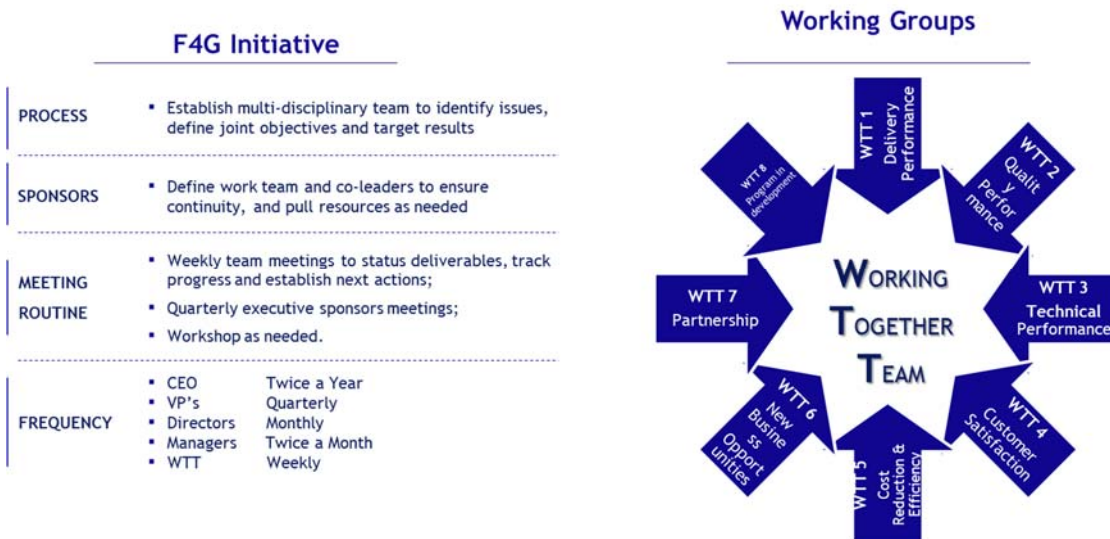 F4G Initiative
PROCESS
▪ Establish multi-disciplinary team to identify issues,
define joint objectives and target results
SPONSORS
▪ Define work team and co-leaders to ensure
continuity, and pull resources as needed
MEETING
ROUTINE
▪ Weekly team meetings to status deliverables, track
progress and establish next actions;
▪ Quarterly executive sponsors meetings;
▪ Workshop as needed.
FREQUENCY
▪ CEO Twice a Year
▪ VP's Quarterly
▪ Directors Monthly
▪ Managers Twice a Month
▪ WTT Weekly
Working Groups
WTT 1
Delivery
Performance
WTT 2
Qualit
y
Perfor
mance
WTT 3
Technical
Performance
WTT 4
Customer
Satisfaction
WTT 5
Cost
Reduction &
Efficiency
WTT 6
New
Busine
ss
Opport
unities
WTT 7
Partnership
WTT 8
Program in
development
WORKING
TOGETHER
TEAM